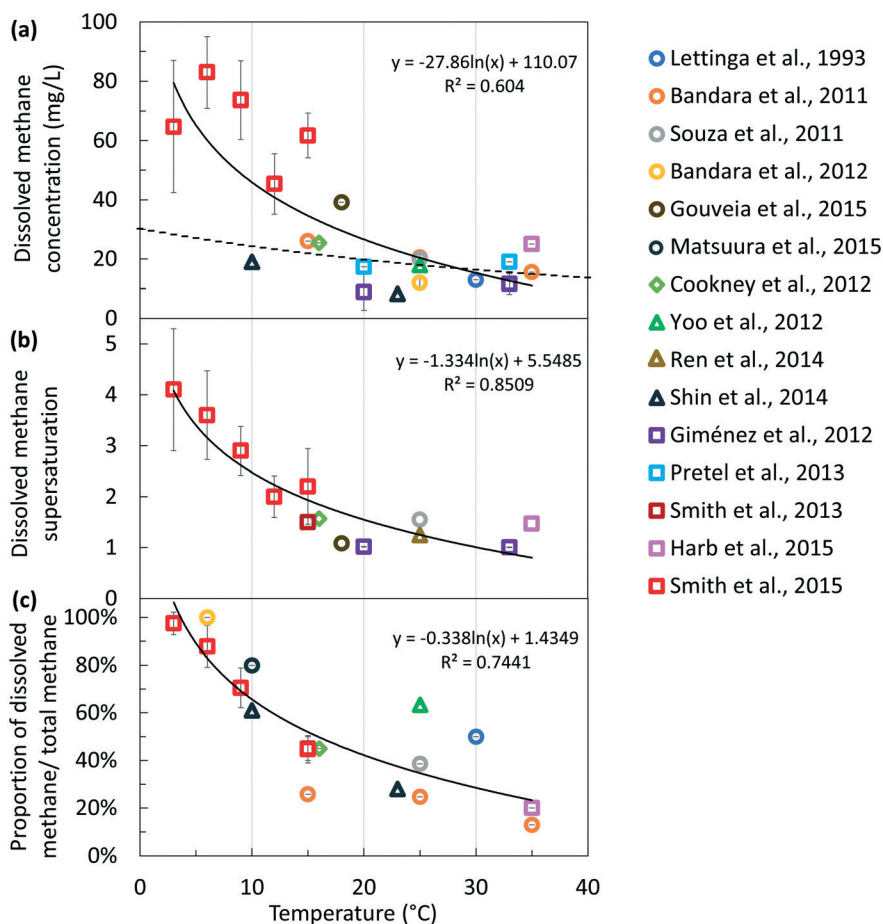 (a)
Dissolved methane
concentration (mg/L)
100
80
60
40
20
0
y = -27.86ln(x) + 110.07
R² = 0.604
(b)
Dissolved methane
supersaturation
5
4
3
2
1
0
y = -1.334ln(x) + 5.5485
R² = 0.8509
(c)
Proportion of dissolved
methane/ total methane
100%
80%
60%
40%
20%
0%
y = -0.338ln(x) + 1.4349
R² = 0.7441
0 10 20 30 40
Temperature (°C)
Lettinga et al., 1993
Bandara et al., 2011
Souza et al., 2011
Bandara et al., 2012
Gouveia et al., 2015
Matsuura et al., 2015
Cookney et al., 2012
Yoo et al., 2012
Ren et al., 2014
Shin et al., 2014
Giménez et al., 2012
Pretel et al., 2013
Smith et al., 2013
Harb et al., 2015
Smith et al., 2015